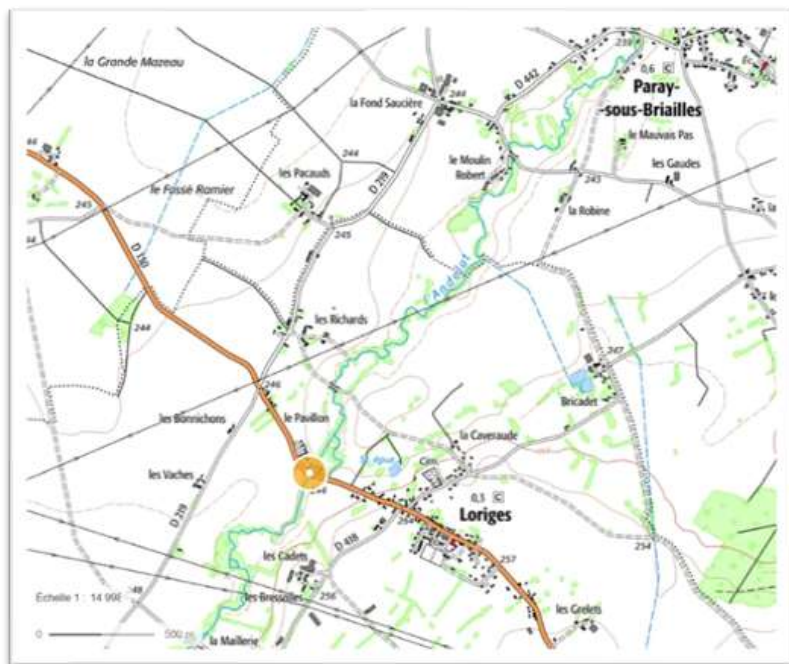 la Grande Mazeau
D 442
239
0,6 C
Éc.
Paray-
-sous-Briailles
la Fond Saucière
244
le Mauvais Pas
les Gaudes
le Moulin
Robert
245
244
les Pacauds
D 219
le Fossé Ramier
la Robine
la
245
245
D 130
l'Andelot
244
les Richards
247
246
Bricadet
les Bonnichons
le Pavillon
la Caveraude
Cim.
les Vaches
0,3 C
Loriges
D 219
D 418
254
257
les Cadets
les Bressolles
256
les Grelets
Échelle 1 : 14 998
0
500 m
la Maillerie